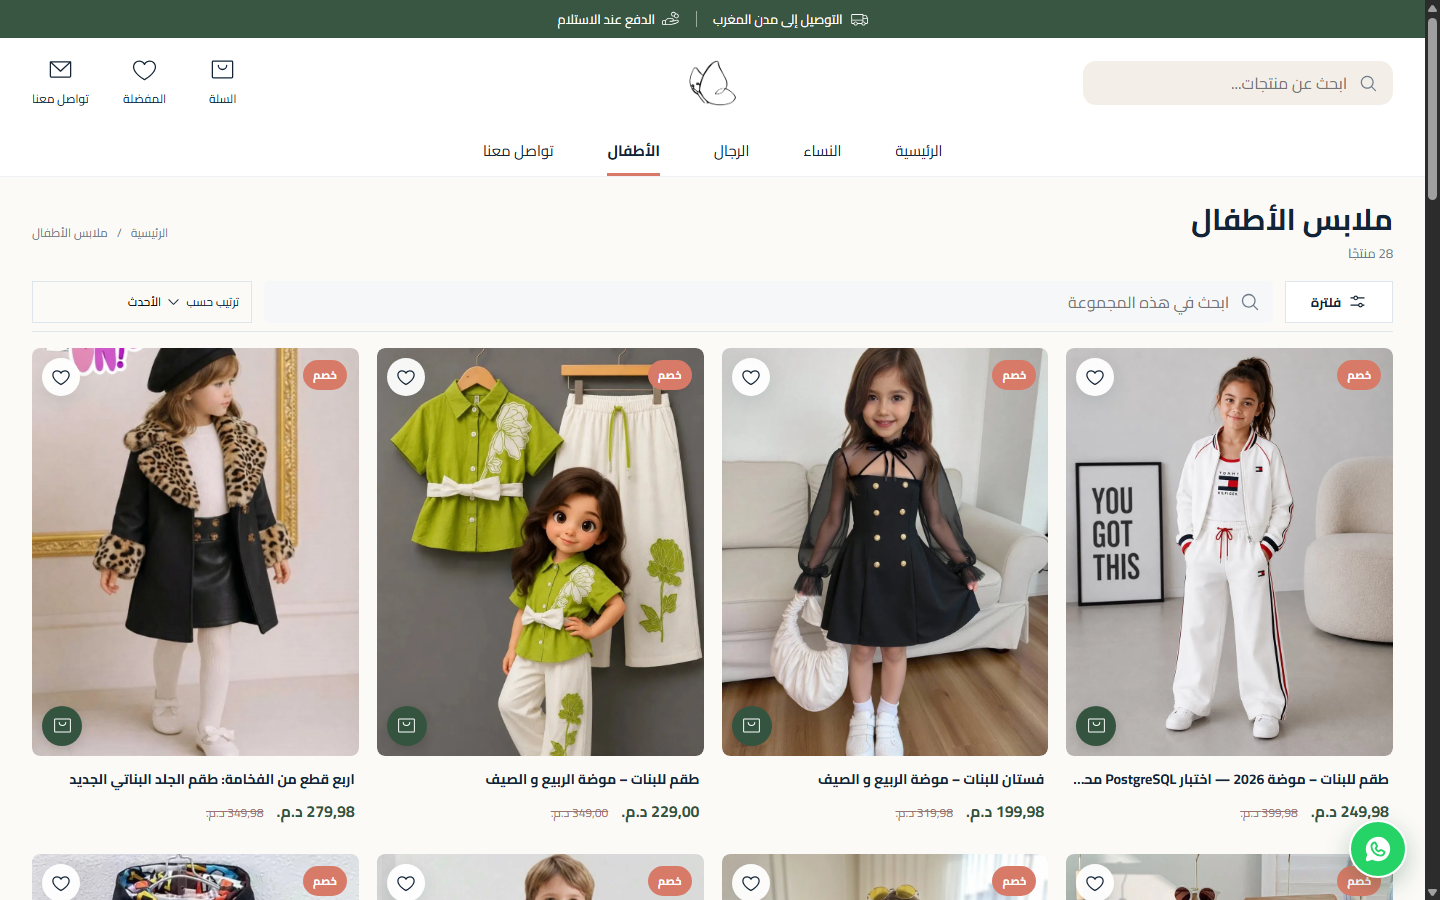 التوصيل إلى مدن المغرب
الدفع عند الاستلام
ابحث عن منتجات...
السلة
المفضلة
تواصل معنا
الرئيسية
النساء
الرجال
الأطفال
تواصل معنا
ملابس الأطفال
28 منتجًا
الرئيسية / ملابس الأطفال
فلترة
ابحث في هذه المجموعة
ترتيب حسب
الأحدث
خصم
خصم
خصم
TOMMY
HILFIGER
YOU
GOT
THIS
طقم للبنات – موضة 2026 — اختبار PostgreSQL محـ...
249,98 د.م.
399,98 د.م.
فستان للبنات – موضة الربيع و الصيف
199,98 د.م.
319,98 د.م.
طقم للبنات – موضة الربيع و الصيف
229,00 د.م.
349,00 د.م.
خصم
اربع قطع من الفخامة: طقم الجلد البناتي الجديد
279,98 د.م.
349,98 د.م.
خصم
خصم
خصم
خصم